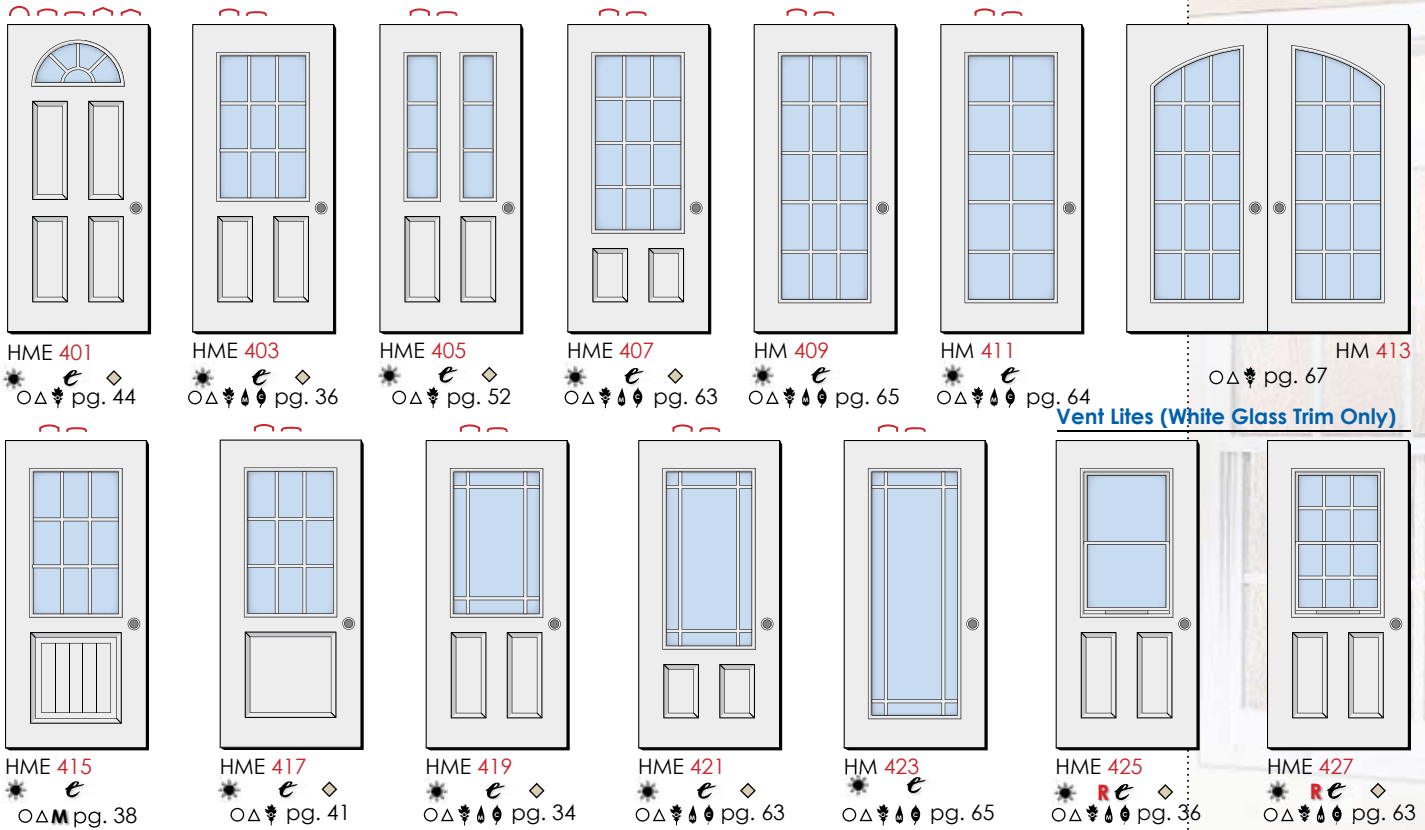 HME 401
HME 403
HME 405
HME 407
HM 409
HM 411
HM 413
e
e
e
e
e
e
pg. 44
pg. 36
pg. 52
M C pg. 63
M C pg. 65
M C pg. 64
pg. 67
Vent Lites (White Glass Trim Only)
HME 415
HME 417
HME 419
HME 421
HM 423
HME 425
HME 427
e
e
e
e
e
R e
R e
M pg. 38
pg. 41
M C pg. 34
M C pg. 63
M C pg. 65
M C pg. 36
M C pg. 63